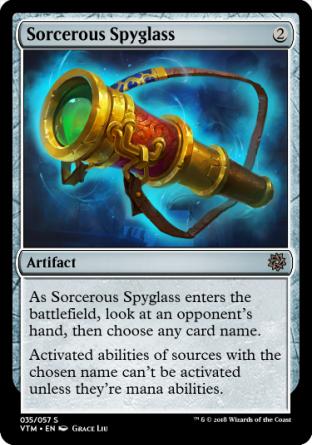 Sorcerous Spyglass 2
Artifact
As Sorcerous Spyglass enters the
battlefield, look at an opponent's
hand, then choose any card name.
Activated abilities of sources with the
chosen name can't be activated
unless they're mana abilities.
035/057 S
VTM • EN Grace Liu
™ & © 2018 Wizards of the Coast